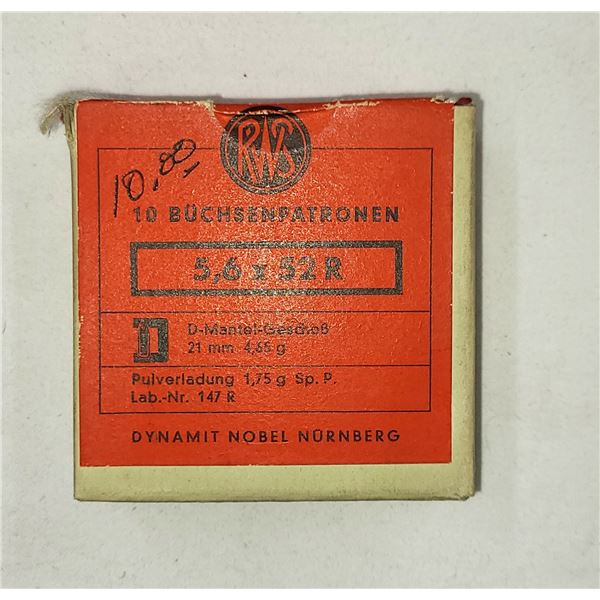 RWS
10.00
10 BÜCHSENPATRONEN
5,6 x 52 R
D-Mantel-Geschoß
21 mm 4,65 g
Pulverladung 1,75 g Sp. P.
Lab.-Nr. 147 R
DYNAMIT NOBEL NÜRNBERG